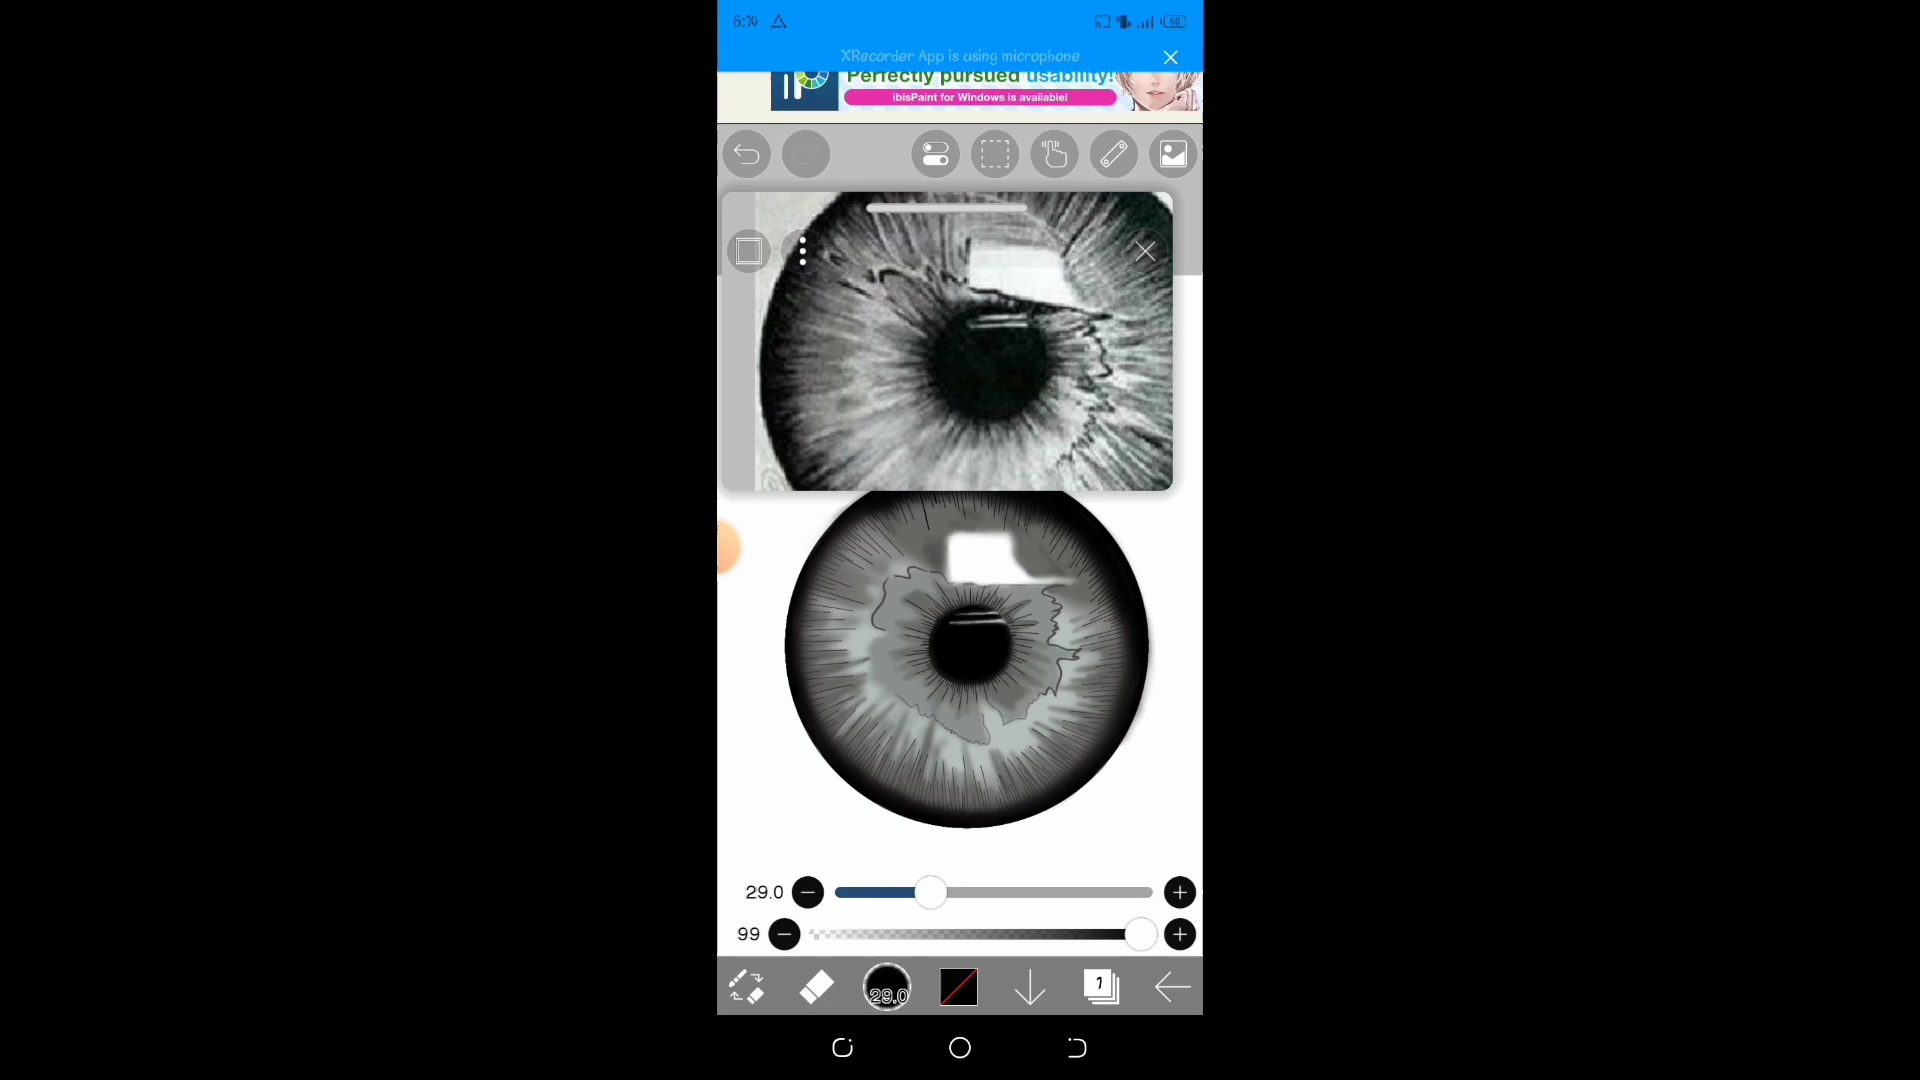 6:10
60
XRecorder App is using microphone
Perfectly pursued usability!
ibisPaint for Windows is available!
29.0
99
29.0
1